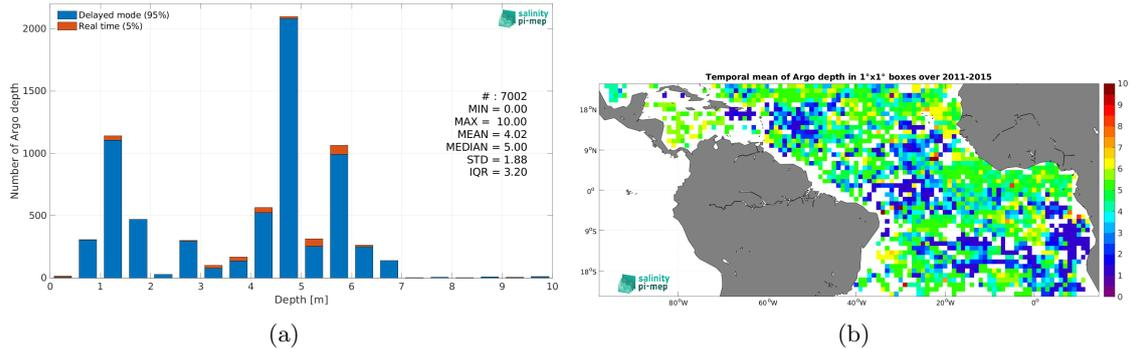 Delayed mode (95%)
Real time (5%)
salinity
pi-mep
2000
1500
1000
500
0
Number of Argo depth
# : 7002
MIN = 0.00
MAX = 10.00
MEAN = 4.02
MEDIAN = 5.00
STD = 1.88
IQR = 3.20
0 1 2 3 4 5 6 7 8 9 10
Depth [m]
(a)
Temporal mean of Argo depth in 1°x1° boxes over 2011-2015
18°N
9°N
0°
9°S
18°S
80°W 60°W 40°W 20°W 0°
10
9
8
7
6
5
4
3
2
1
0
salinity
pi-mep
(b)